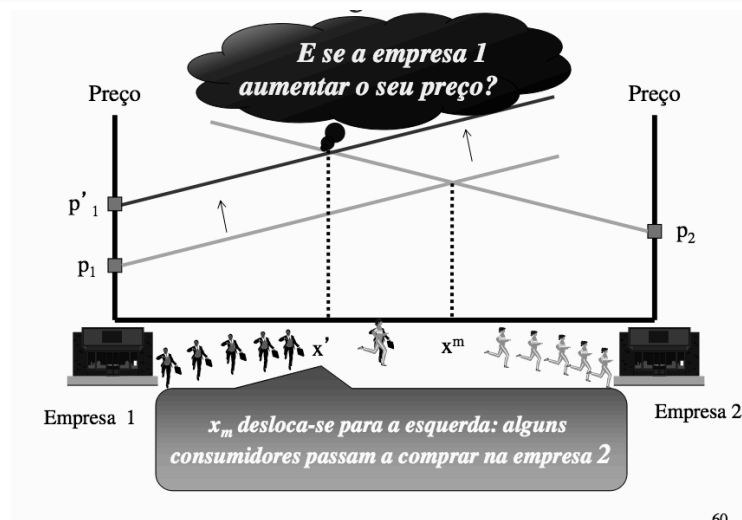 E se a empresa 1
aumentar o seu preço?
Preço
Preço
p'1
p2
p1
x'
xm
Empresa 1
Empresa 2
xm desloca-se para a esquerda: alguns
consumidores passam a comprar na empresa 2
60